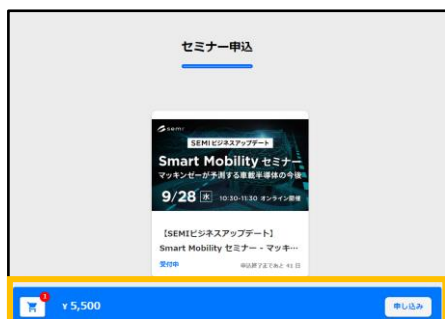 セミナー申込
semi
SEMIビジネスアップデート
Smart Mobility セミナー
マッキンゼーが予測する車載半導体の今後
9/28 水 10:30-11:30 オンライン開催
【SEMIビジネスアップデート】
Smart Mobility セミナー - マッキ…
受付中 申込終了まであと 41 日
1
¥ 5,500 申し込み